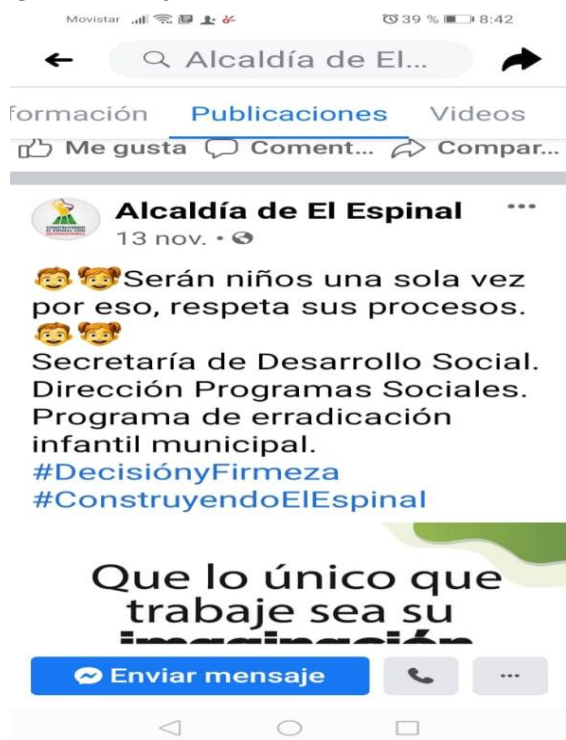 Movistar 39 % 8:42
Alcaldía de El...
formación Publicaciones Videos
Me gusta Coment... Compar...
Alcaldía de El Espinal ...
13 nov. •
Serán niños una sola vez
por eso, respeta sus procesos.
Secretaría de Desarrollo Social.
Dirección Programas Sociales.
Programa de erradicación
infantil municipal.
#DecisiónyFirmeza
#ConstruyendoElEspinal
Que lo único que
trabaje sea su
imaginación
Enviar mensaje ...